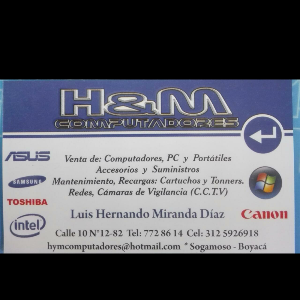 H&M
COMPUTADORES
ASUS
SAMSUNG
TOSHIBA
intel
Venta de: Computadores, PC y Portátiles
Accesorios y Suministros
Mantenimiento, Recargas: Cartuchos y Tonners.
Redes, Cámaras de Vigilancia (C.C.T.V)
Luis Hernando Miranda Díaz
Canon
Calle 10 N°12-82 Tel: 772 86 14 Cel: 312 5926918
hymcomputadores@hotmail.com * Sogamoso - Boyacá